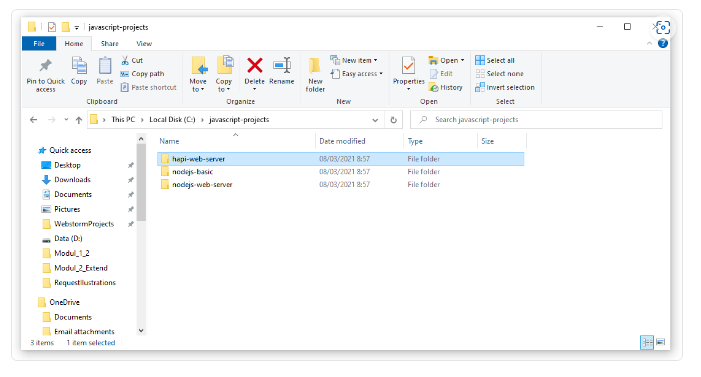 javascript-projects
File Home Share View
Pin to Quick access
Copy
Paste
Cut
Copy path
Paste shortcut
Clipboard
Move to
Copy to
Delete
Rename
Organize
New folder
New item
Easy access
New
Properties
Open
Edit
History
Open
Select all
Select none
Invert selection
Select
This PC > Local Disk (C:) > javascript-projects
Search javascript-projects
Name Date modified Type Size
hapi-web-server 08/03/2021 8:57 File folder
nodejs-basic 08/03/2021 8:57 File folder
nodejs-web-server 08/03/2021 8:57 File folder
Quick access
Desktop
Downloads
Documents
Pictures
WebstormProjects
Data (D:)
Modul_1_2
Modul_2_Extend
RequestIllustrations
OneDrive
Documents
Email attachments
3 items 1 item selected